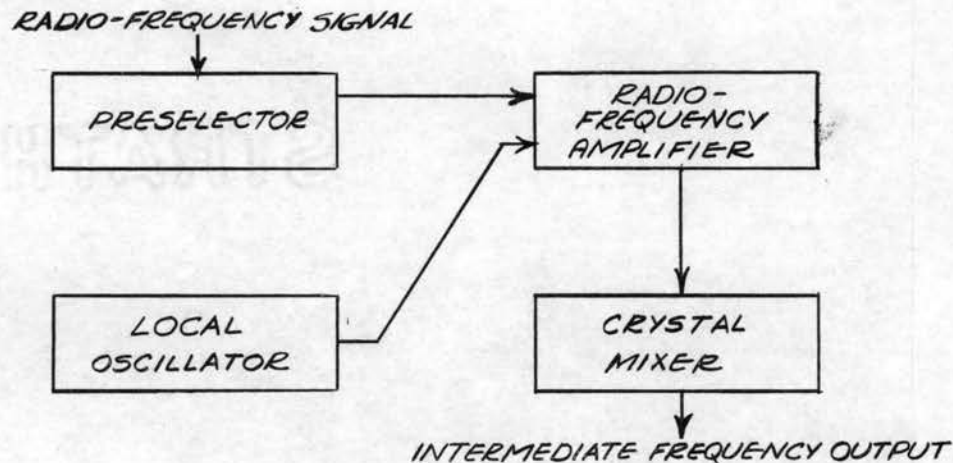 RADIO-FREQUENCY SIGNAL
PRESELECTOR
RADIO-
FREQUENCY
AMPLIFIER
LOCAL
OSCILLATOR
CRYSTAL
MIXER
INTERMEDIATE FREQUENCY OUTPUT